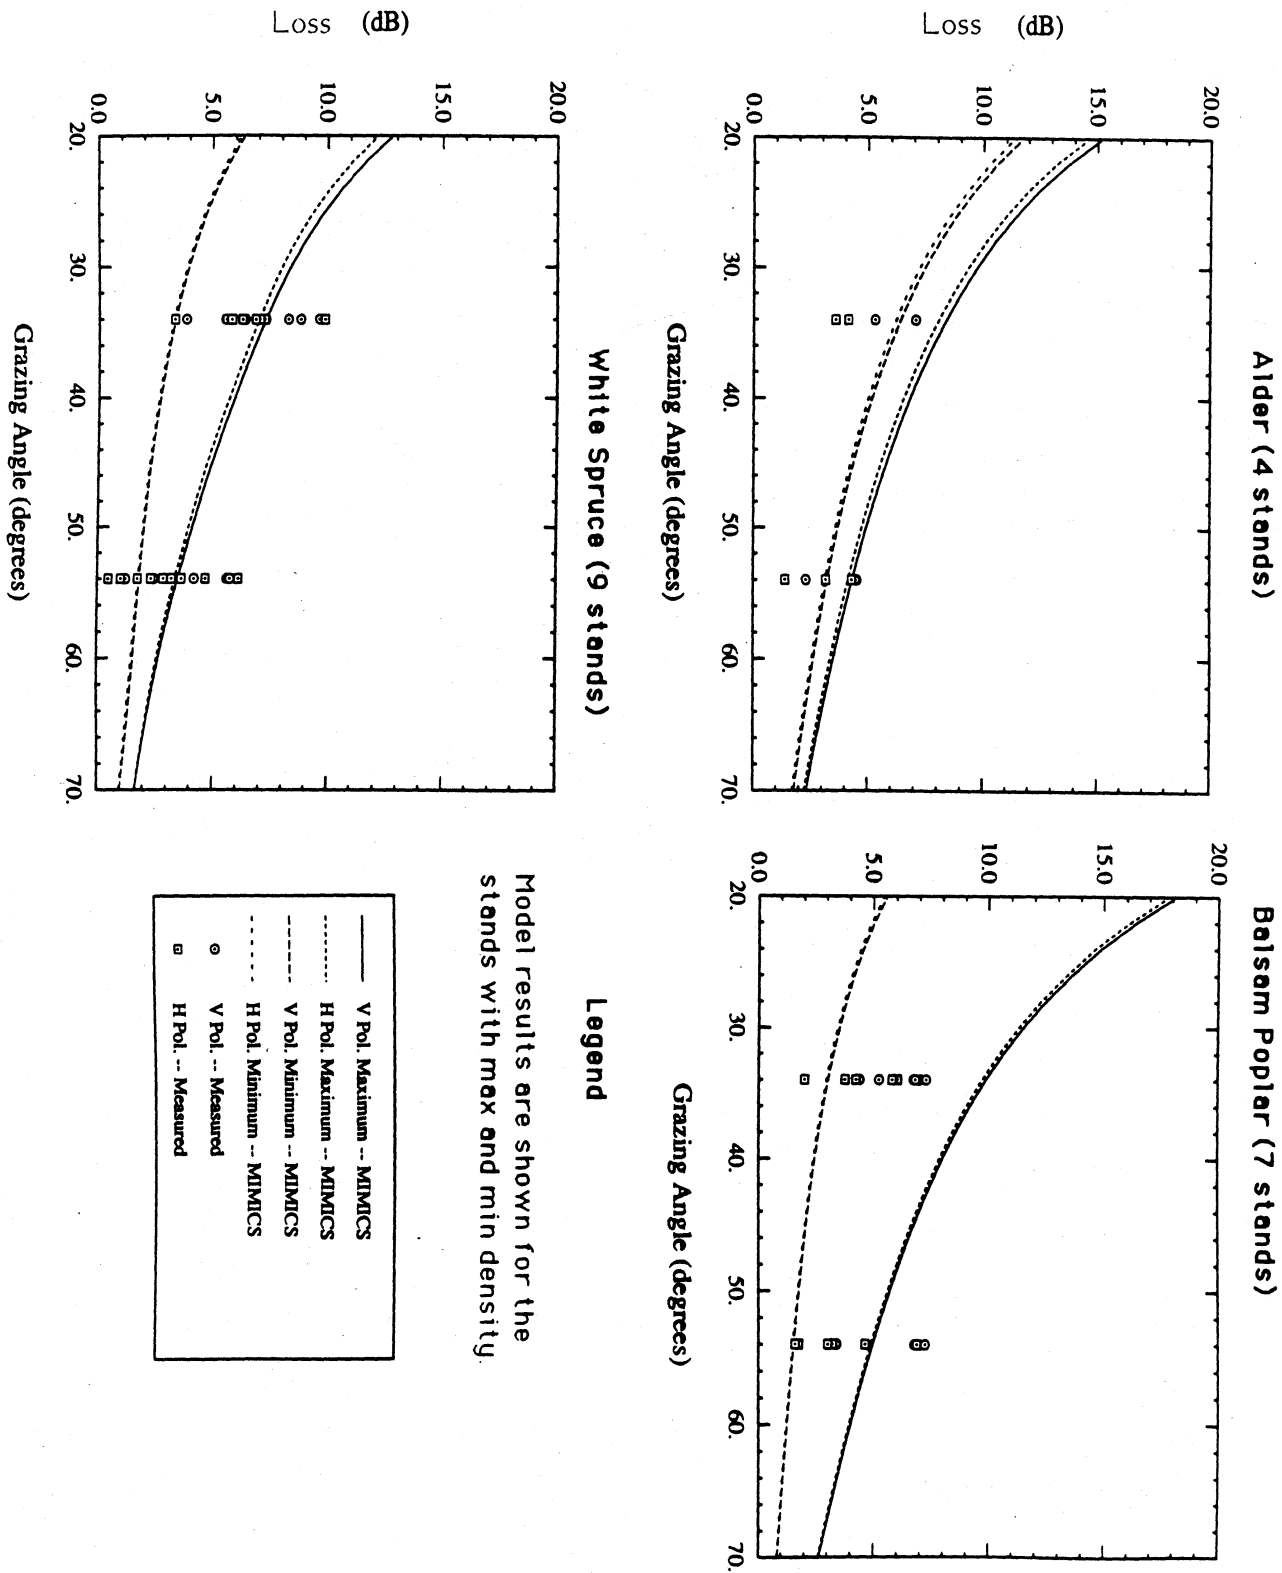 Alder (4 stands)
Loss (dB)
20.0
15.0
10.0
5.0
0.0
20.
30.
40.
50.
60.
70.
Grazing Angle (degrees)
Balsam Poplar (7 stands)
20.0
15.0
10.0
5.0
0.0
20.
30.
40.
50.
60.
70.
Grazing Angle (degrees)
White Spruce (9 stands)
Loss (dB)
20.0
15.0
10.0
5.0
0.0
20.
30.
40.
50.
60.
70.
Grazing Angle (degrees)
Legend
Model results are shown for the
stands with max and min density.
V Pol. Maximum -- MIMICS
H Pol. Maximum -- MIMICS
V Pol. Minimum -- MIMICS
H Pol. Minimum -- MIMICS
V Pol. -- Measured
H Pol. -- Measured